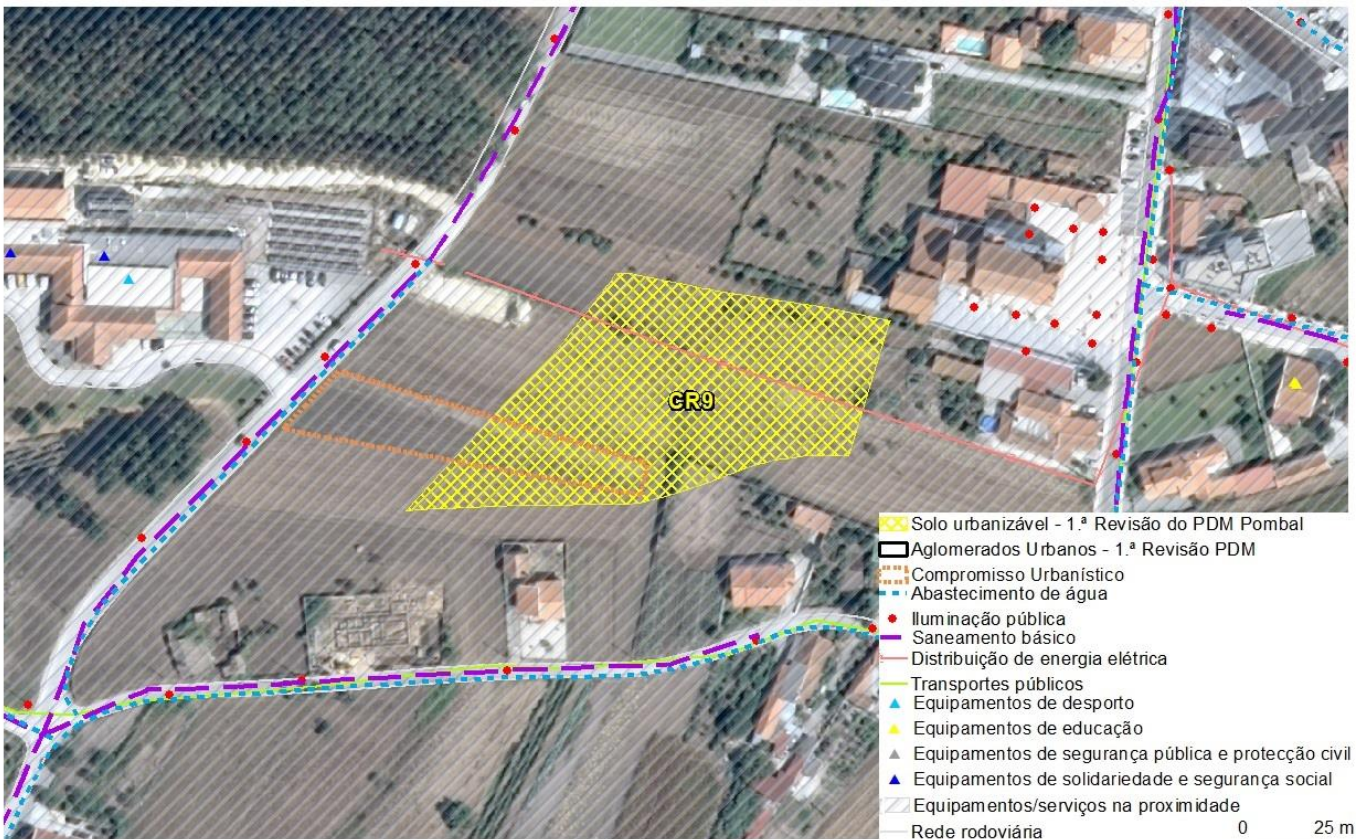 CR9
Solo urbanizável - 1.ª Revisão do PDM Pombal
Aglomerados Urbanos - 1.ª Revisão PDM
Compromisso Urbanístico
Abastecimento de água
Iluminação pública
Saneamento básico
Distribuição de energia elétrica
Transportes públicos
Equipamentos de desporto
Equipamentos de educação
Equipamentos de segurança pública e protecção civil
Equipamentos de solidariedade e segurança social
Equipamentos/serviços na proximidade
Rede rodoviária 0 25 m